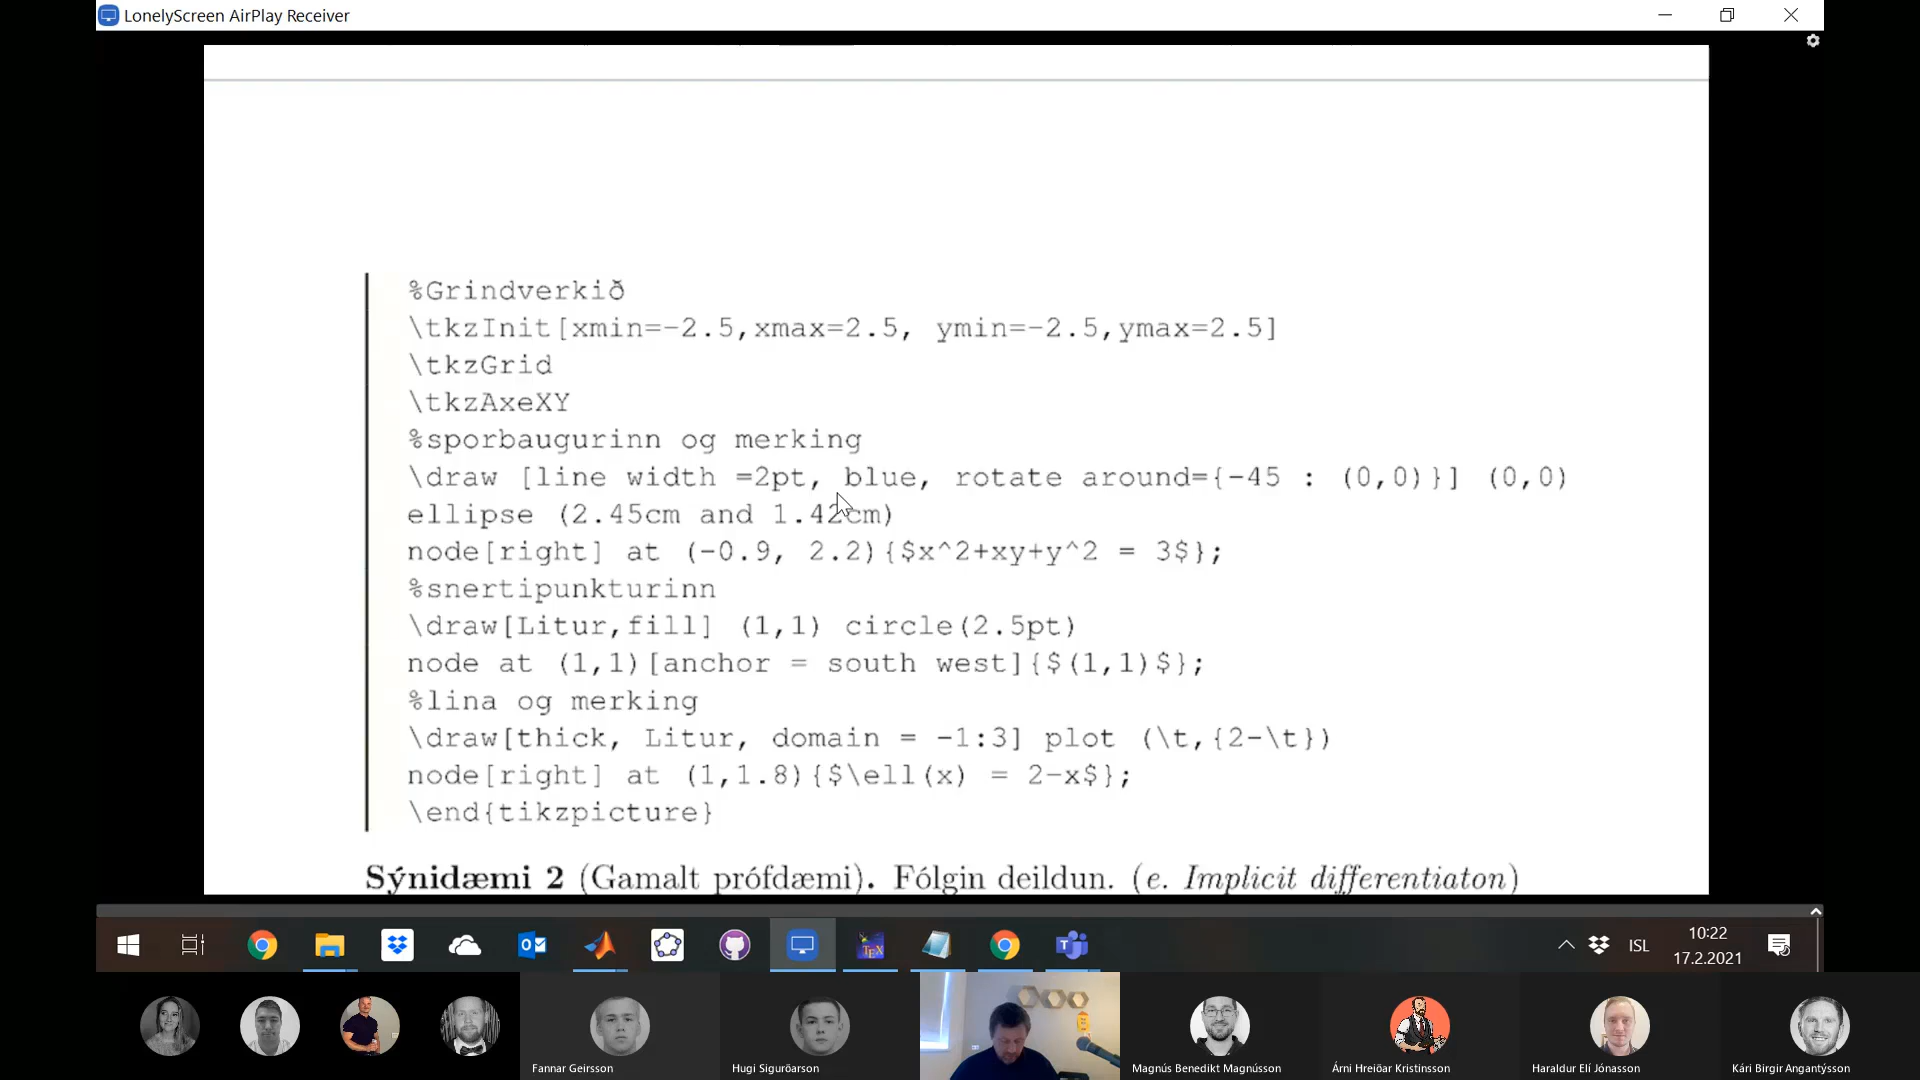 LonelyScreen AirPlay Receiver
%Grindverkið
\tkzInit[xmin=-2.5,xmax=2.5, ymin=-2.5,ymax=2.5]
\tkzGrid
\tkzAxeXY
%sporbaugurinn og merking
\draw [line width =2pt, blue, rotate around={-45 : (0,0)}] (0,0)
ellipse (2.45cm and 1.42cm)
node[right] at (-0.9, 2.2){$x^2+xy+y^2 = 3$};
%snertipunkturinn
\draw[Litur,fill] (1,1) circle(2.5pt)
node at (1,1)[anchor = south west]{$(1,1)$};
%lina og merking
\draw[thick, Litur, domain = -1:3] plot (\t,{2-\t})
node[right] at (1,1.8){$\ell(x) = 2-x$};
\end{tikzpicture}
Sýnidæmi 2 (Gamalt prófdæmi). Fólgin deildun. (e. Implicit differentiaton)
ISL
10:22
17.2.2021
Fannar Geirsson
Hugi Sigurðarson
Magnús Benedikt Magnússon
Árni Hreiðar Kristinsson
Haraldur Elí Jónasson
Kári Birgir Angantýsson